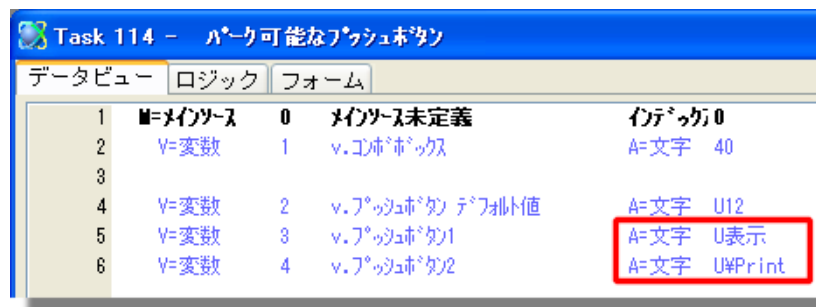 Task 114 - パーク可能なプッシュボタン
データビュー ロジック フォーム
1 M=メインソース 0 メインソース未定義 インデックス 0
2 V=変数 1 v.コンボボックス A=文字 40
3
4 V=変数 2 v.プッシュボタン デフォルト値 A=文字 U12
5 V=変数 3 v.プッシュボタン1 A=文字 U表示
6 V=変数 4 v.プッシュボタン2 A=文字 U¥Print